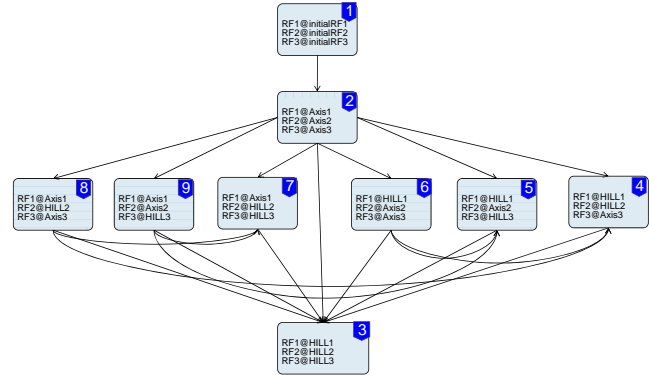 1
RF1@initialRF1
RF2@initialRF2
RF3@initialRF3
2
RF1@Axis1
RF2@Axis2
RF3@Axis3
8
RF1@Axis1
RF2@HILL2
RF3@Axis3
9
RF1@Axis1
RF2@Axis2
RF3@HILL3
7
RF1@Axis1
RF2@HILL2
RF3@HILL3
6
RF1@HILL1
RF2@Axis2
RF3@Axis3
5
RF1@HILL1
RF2@Axis2
RF3@HILL3
4
RF1@HILL1
RF2@HILL2
RF3@Axis3
3
RF1@HILL1
RF2@HILL2
RF3@HILL3